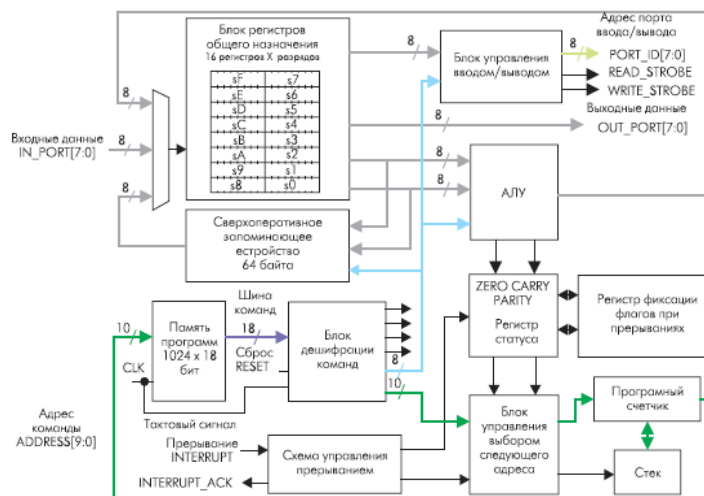 Адрес порта
ввода/вывода
Блок регистров
общего назначения
16 регистров X разрядов
sF s7
sE s6
sD s5
sC s4
sB s3
sA s2
s9 s1
s8 s0
8
8
8
8
Блок управления
вводом/выводом
8
PORT_ID[7:0]
READ_STROBE
WRITE_STROBE
Выходные данные
OUT_PORT[7:0]
Входные данные
IN_PORT[7:0]
8
8
АЛУ
Сверхоперативное
запоминающее
естройство
64 байта
ZERO CARRY
PARITY
Регистр
статуса
Регистр фиксации
флагов при
прерываниях
Шина
команд
10
Память
программ
1024 x 18
бит
18
Сброс
RESET
Блок
дешифрации
команд
8
10
CLK
Тактовый сигнал
Адрес
команды
ADDRESS[9:0]
Прерывание
INTERRUPT
INTERRUPT_ACK
Схема управления
прерыванием
Блок
управления
выбором
следующего
адреса
Програмный
счетчик
Стек